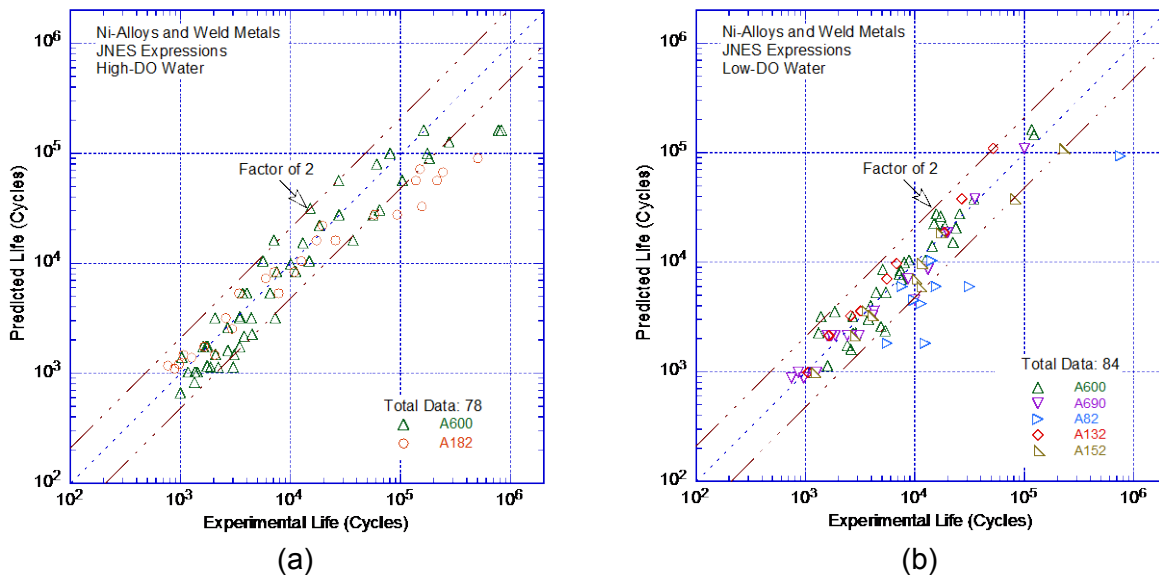 Ni-Alloys and Weld Metals
JNES Expressions
High-DO Water
Factor of 2
Total Data: 78
A600
A182
10^6
10^5
10^4
10^3
10^2
10^2
10^3
10^4
10^5
10^6
Predicted Life (Cycles)
Experimental Life (Cycles)
(a)
Ni-Alloys and Weld Metals
JNES Expressions
Low-DO Water
Factor of 2
Total Data: 84
A600
A690
A82
A132
A152
10^6
10^5
10^4
10^3
10^2
10^2
10^3
10^4
10^5
10^6
Predicted Life (Cycles)
Experimental Life (Cycles)
(b)